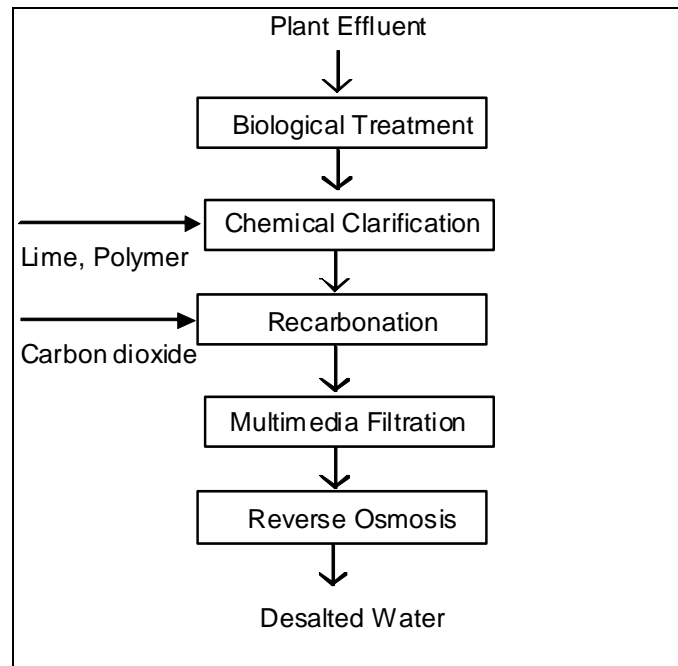 Plant Effluent
Biological Treatment
Chemical Clarification
Lime, Polymer
Recarbonation
Carbon dioxide
Multimedia Filtration
Reverse Osmosis
Desalted Water